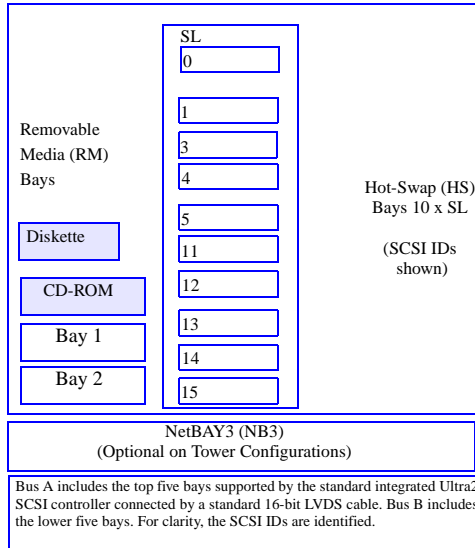 SL
0
1
3
4
5
11
12
13
14
15
Removable
Media (RM)
Bays
Diskette
CD-ROM
Bay 1
Bay 2
Hot-Swap (HS)
Bays 10 x SL
(SCSI IDs
shown)
NetBAY3 (NB3)
(Optional on Tower Configurations)
Bus A includes the top five bays supported by the standard integrated Ultra2
SCSI controller connected by a standard 16-bit LVDS cable. Bus B includes
the lower five bays. For clarity, the SCSI IDs are identified.